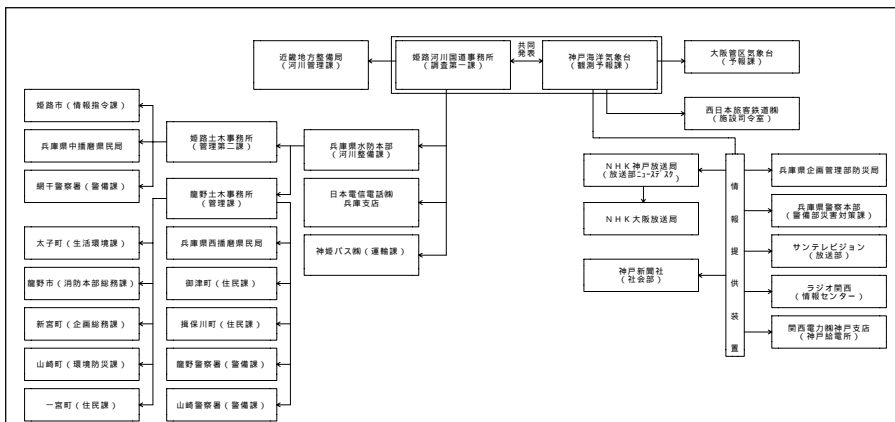 共同
発表
近畿地方整備局
(河川管理課)
姫路河川国道事務所
(調査第一課)
神戸海洋気象台
(観測予報課)
大阪管区気象台
(予報課)
西日本旅客鉄道㈱
(施設司令室)
姫路市(情報指令課)
兵庫県中播磨県民局
網干警察署(警備課)
姫路土木事務所
(管理第二課)
龍野土木事務所
(管理課)
兵庫県水防本部
(河川整備課)
日本電信電話㈱
兵庫支店
神姫バス㈱(運輸課)
太子町(生活環境課)
龍野市(消防本部総務課)
新宮町(企画総務課)
山崎町(環境防災課)
一宮町(住民課)
兵庫県西播磨県民局
御津町(住民課)
揖保川町(住民課)
龍野警察署(警備課)
山崎警察署(警備課)
NHK神戸放送局
(放送部ニュースデスク)
NHK大阪放送局
神戸新聞社
(社会部)
情報提供装置
兵庫県企画管理部防災局
兵庫県警察本部
(警備部災害対策課)
サンテレビジョン
(放送部)
ラジオ関西
(情報センター)
関西電力㈱神戸支店
(神戸給電所)